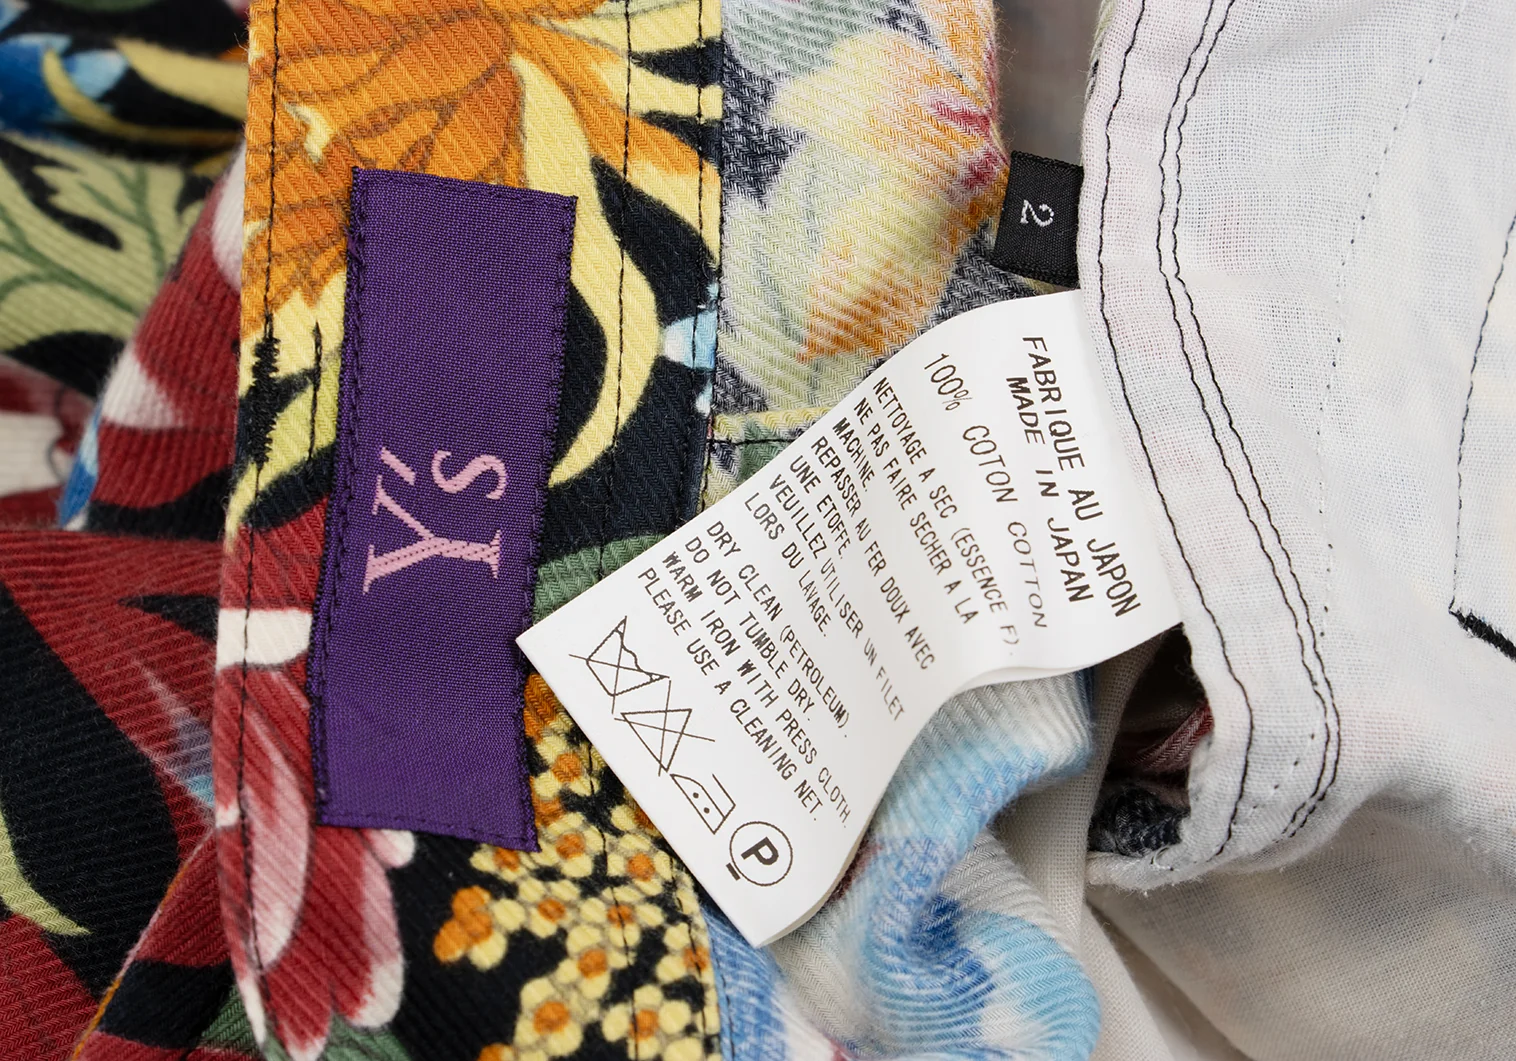 Y's
2
FABRIQUE AU JAPON
MADE IN JAPAN
100% COTON COTTON
NETTOYAGE A SEC (ESSENCE F).
NE PAS FAIRE SECHER A LA
MACHINE.
REPASSER AU FER DOUX AVEC
UNE ETOFFE.
VEUILLEZ UTILISER UN FILET
LORS DU LAVAGE.
DRY CLEAN (PETROLEUM).
DO NOT TUMBLE DRY.
WARM IRON WITH PRESS CLOTH.
PLEASE USE A CLEANING NET.
P